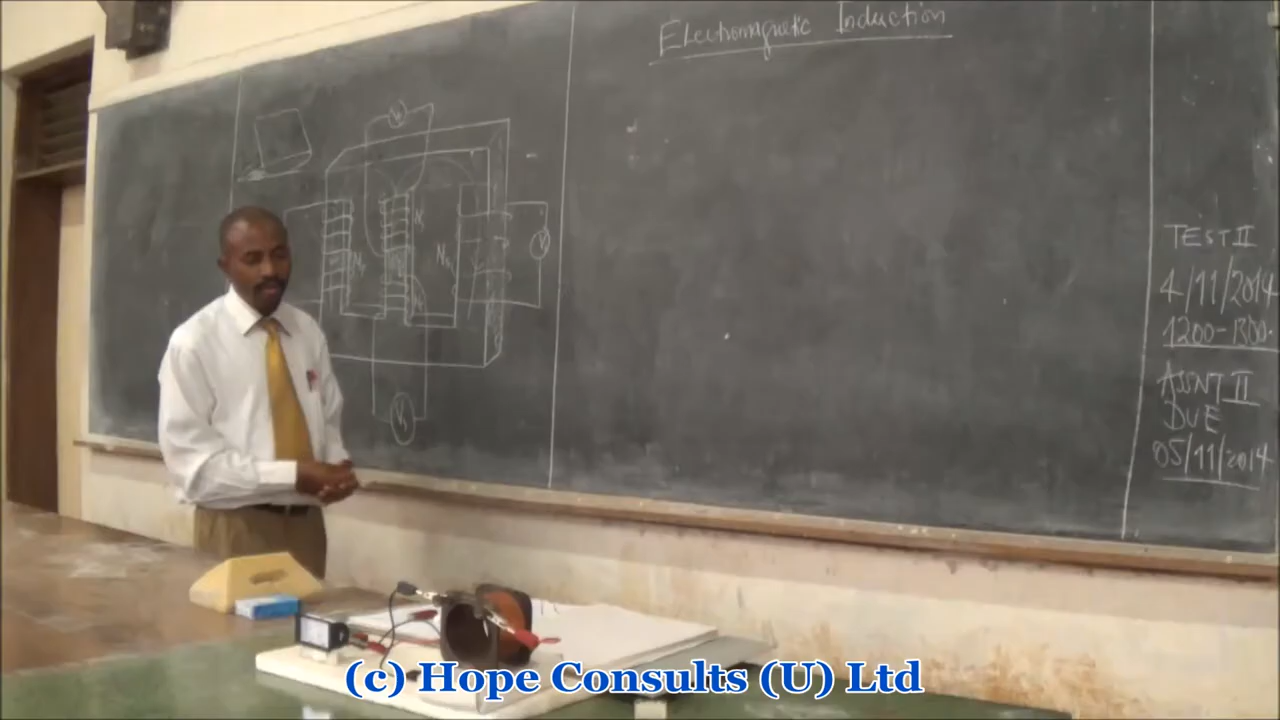 Electromagnetic Induction
V
N
V
TEST II
4/11/2014
1200-1300.
ASSNT II
DUE
05/11/2014
(c) Hope Consults (U) Ltd